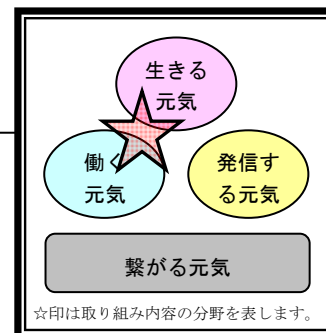 生きる
元気
働く
元気
発信す
る元気
繋がる元気
☆印は取り組み内容の分野を表します。